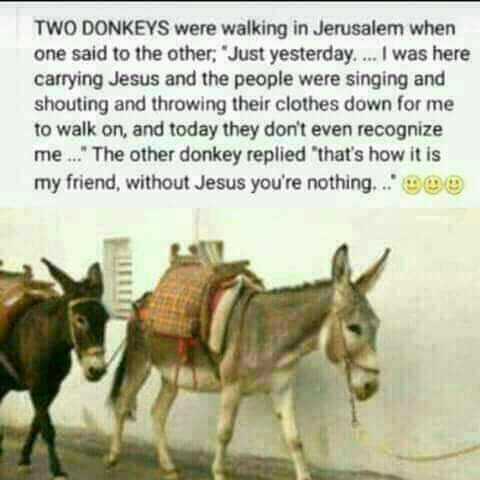 TWO DONKEYS were walking in Jerusalem when
one said to the other; "Just yesterday. ... I was here
carrying Jesus and the people were singing and
shouting and throwing their clothes down for me
to walk on, and today they don't even recognize
me ..." The other donkey replied "that's how it is
my friend, without Jesus you're nothing. .." 🙂🙂🙂